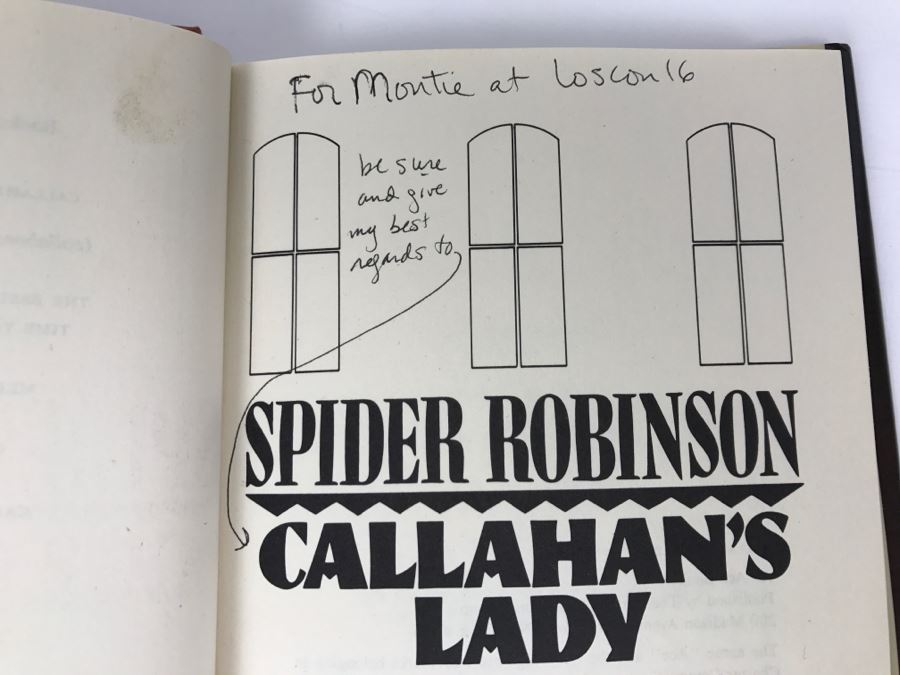 For Montie at Loscon 16
be sure
and give
my best
regards to
SPIDER ROBINSON
CALLAHAN'S
LADY